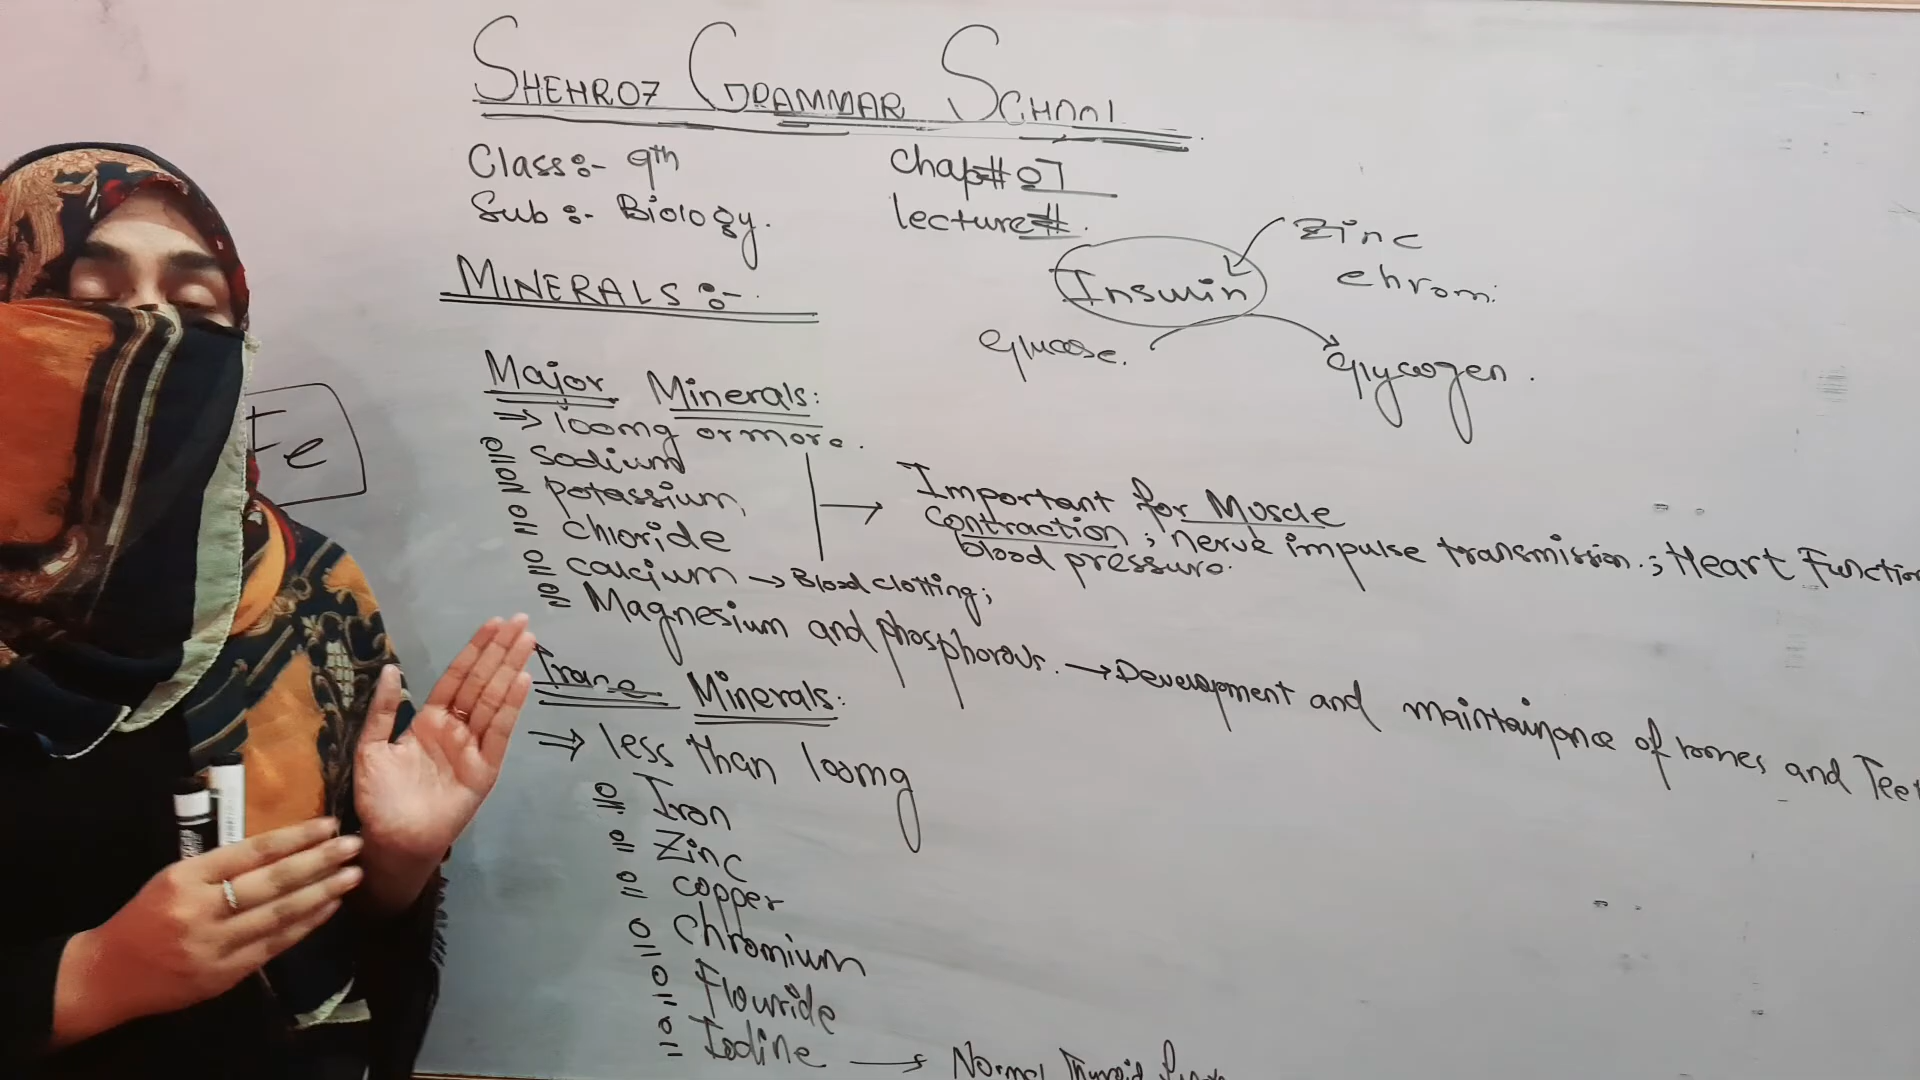 SHEHROZ GRAMMAR SCHOOL
Class:- 9th
Chap# 07
Sub:- Biology.
lecture#.
MINERALS:-
Insulin
Zinc
chrom
Glucose.
Glycogen.
Fe
Major Minerals:
⇒ 100mg or more.
Sodium
Potassium,
Chloride
Calcium → Blood clotting;
Magnesium and phosphorous. → Development and maintainance of bones and Teet
→ Important for Muscle
Contraction; nerve impulse transmission.; Heart Function
blood pressure.
Trace Minerals:
⇒ less than 100mg
Iron
Zinc
Copper
Chromium
Flouride
Iodine → Normal Thyroid